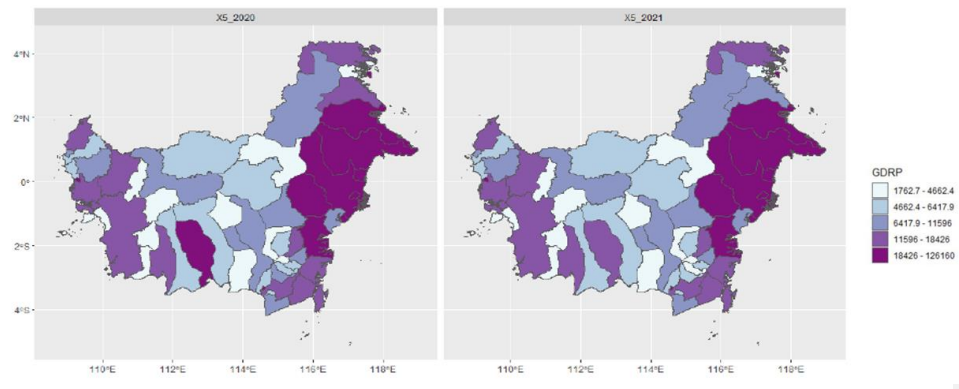 X5_2020
X5_2021
4°N
2°N
0°
2°S
4°S
110°E 112°E 114°E 116°E 118°E
110°E 112°E 114°E 116°E 118°E
GDRP
1762.7 - 4662.4
4662.4 - 6417.9
6417.9 - 11596
11596 - 18426
18426 - 126160